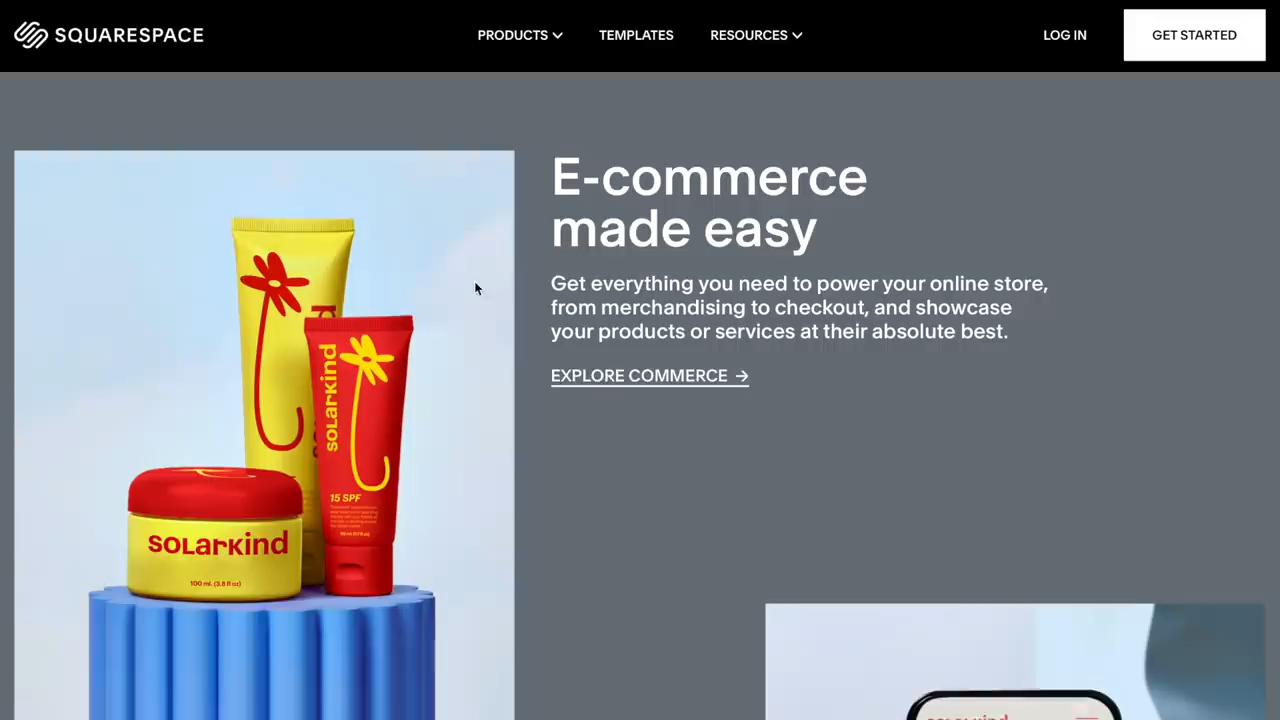 SQUARESPACE
PRODUCTS
TEMPLATES
RESOURCES
LOG IN
GET STARTED
E-commerce
made easy
Get everything you need to power your online store,
from merchandising to checkout, and showcase
your products or services at their absolute best.
EXPLORE COMMERCE →
solarkind
15 SPF
solarkind
100 ml. (3.8 fl oz)